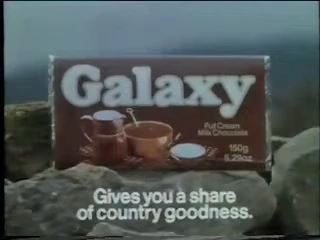 Galaxy
Full Cream
Milk Chocolate
150g
5.29oz
Gives you a share
of country goodness.